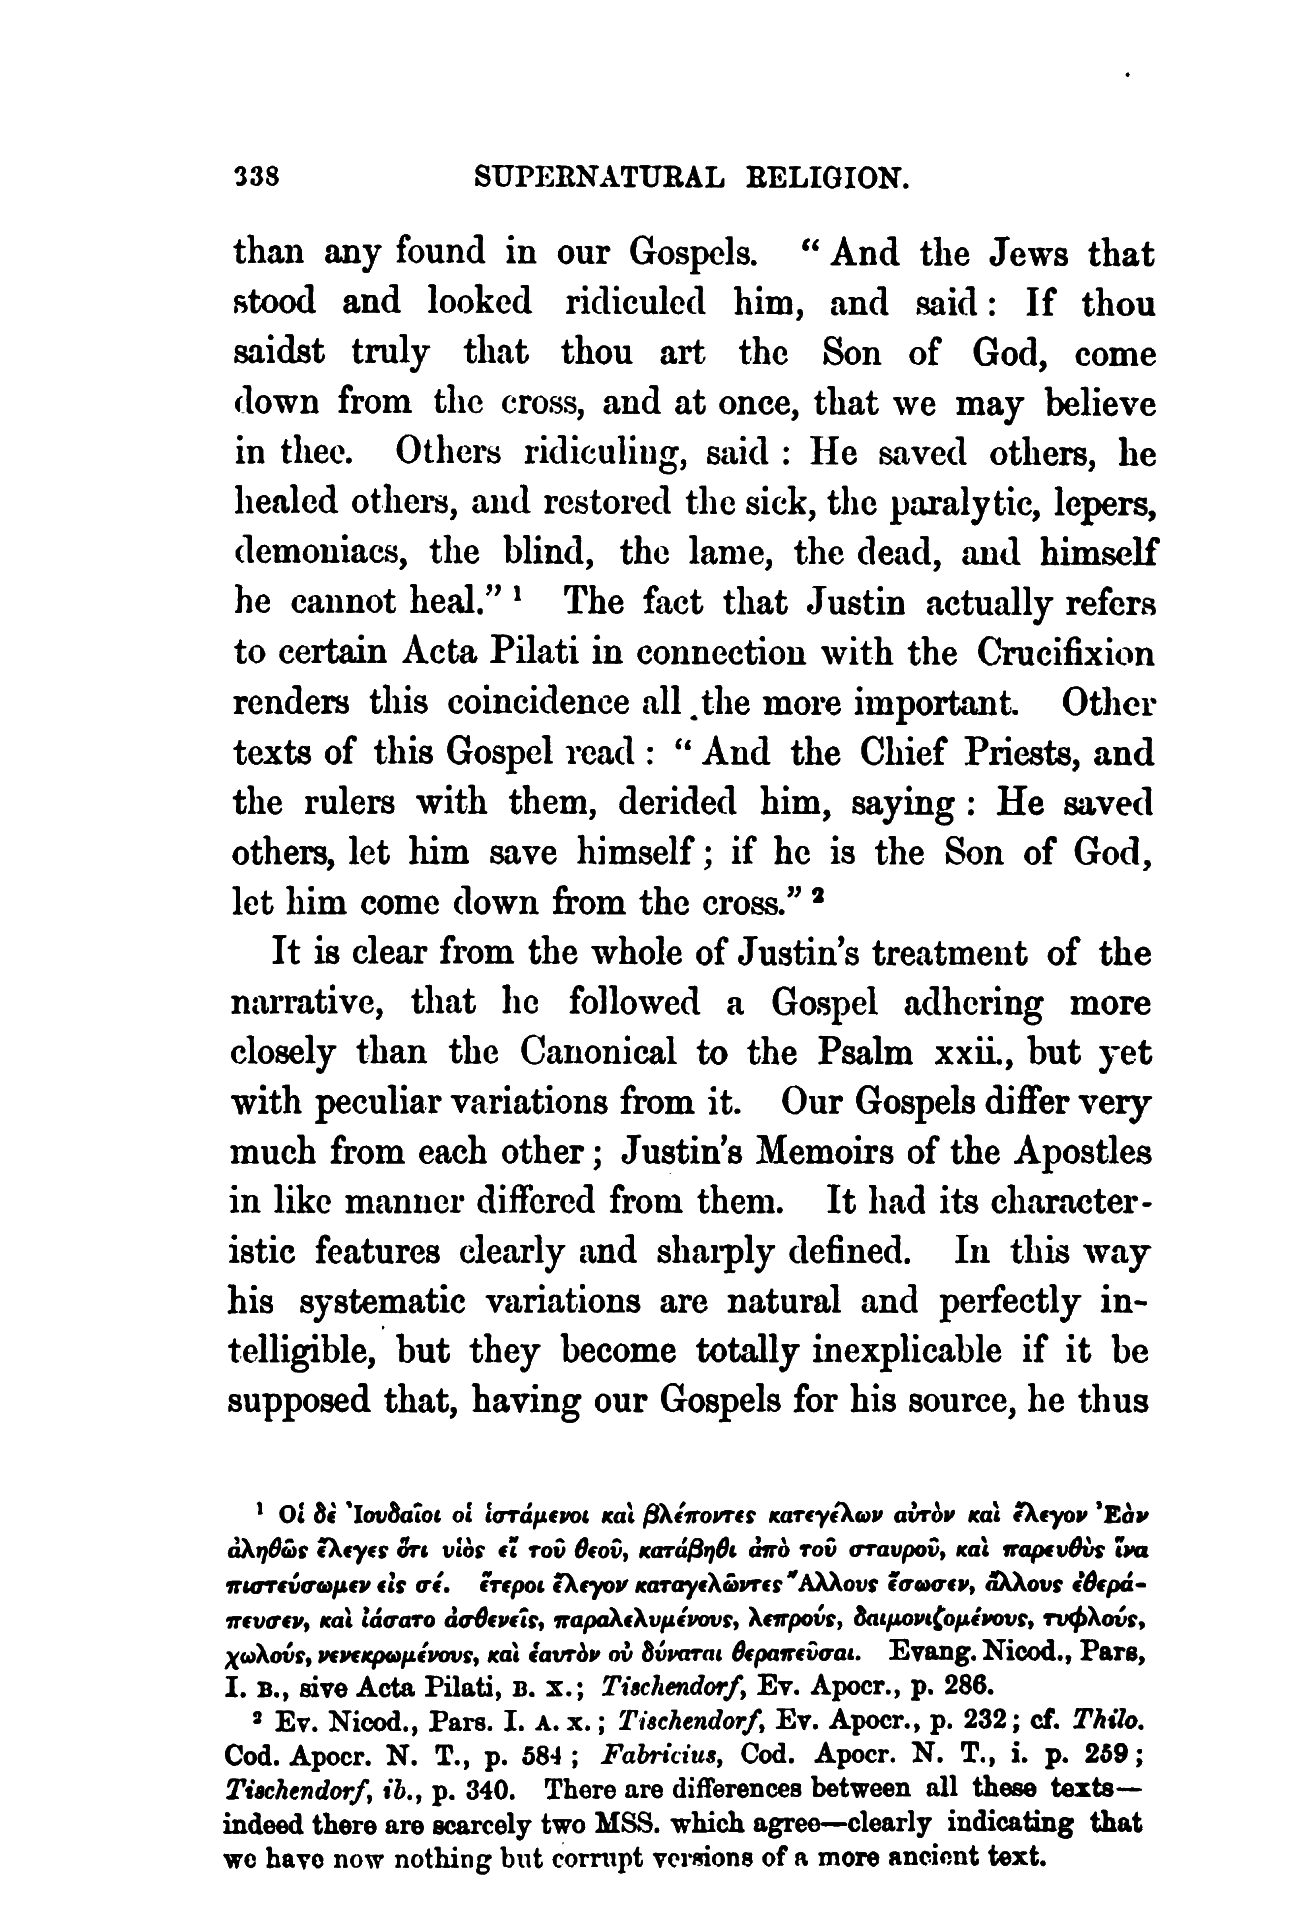 338 SUPERNATURAL RELIGION.
than any found in our Gospels. “ And the Jews that
stood and looked ridiculed him, and said : If thou
saidst truly that thou art the Son of God, come
down from the cross, and at once, that we may believe
in thee. Others ridiculing, said : He saved others, he
healed others, and restored the sick, the paralytic, lepers,
demoniacs, the blind, the lame, the dead, and himself
he cannot heal.” ¹ The fact that Justin actually refers
to certain Acta Pilati in connection with the Crucifixion
renders this coincidence all the more important. Other
texts of this Gospel read : “ And the Chief Priests, and
the rulers with them, derided him, saying : He saved
others, let him save himself ; if he is the Son of God,
let him come down from the cross.” ²
It is clear from the whole of Justin’s treatment of the
narrative, that he followed a Gospel adhering more
closely than the Canonical to the Psalm xxii., but yet
with peculiar variations from it. Our Gospels differ very
much from each other ; Justin’s Memoirs of the Apostles
in like manner differed from them. It had its character-
istic features clearly and sharply defined. In this way
his systematic variations are natural and perfectly in-
telligible, but they become totally inexplicable if it be
supposed that, having our Gospels for his source, he thus
¹ Οἱ δὲ Ἰουδαῖοι οἱ ἱστάμενοι καὶ βλέποντες κατεγέλων αὐτὸν καὶ ἔλεγον Ἐὰν
ἀληθῶς ἔλεγες ὅτι υἱὸς εἶ τοῦ θεοῦ, κατάβηθι ἀπὸ τοῦ σταυροῦ, καὶ παρευθὺς ἵνα
πιστεύσωμεν εἰς σέ. ἕτεροι ἔλεγον καταγελῶντες Ἄλλους ἔσωσεν, ἄλλους ἐθερά-
πευσεν, καὶ ἰάσατο ἀσθενεῖς, παραλελυμένους, λεπρούς, δαιμονιζομένους, τυφλούς,
χωλούς, νενεκρωμένους, καὶ ἑαυτὸν οὐ δύναται θεραπεῦσαι. Evang. Nicod., Pars,
I. B., sive Acta Pilati, B. X.; Tischendorf, Ev. Apocr., p. 286.
² Ev. Nicod., Pars. I. A. x. ; Tischendorf, Ev. Apocr., p. 232 ; cf. Thilo.
Cod. Apocr. N. T., p. 584 ; Fabricius, Cod. Apocr. N. T., i. p. 259 ;
Tischendorf, ib., p. 340. There are differences between all these texts—
indeed there are scarcely two MSS. which agree—clearly indicating that
we have now nothing but corrupt versions of a more ancient text.